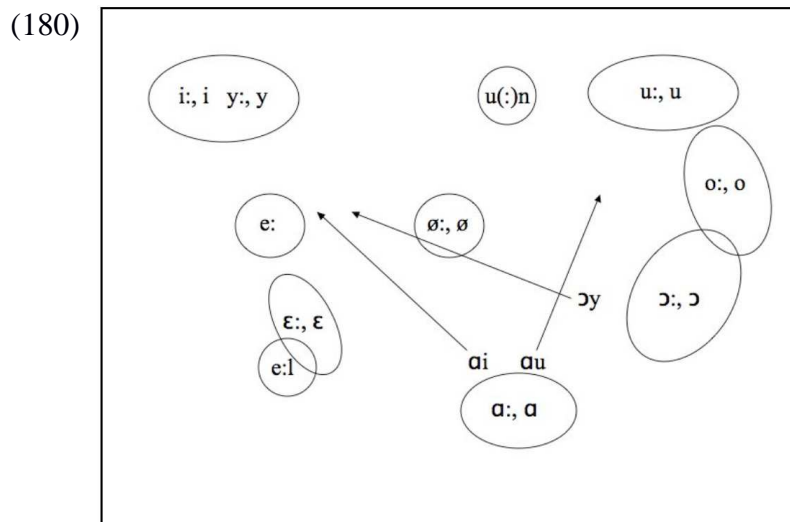 (180)
i:, i y:, y
u(:)n
u:, u
o:, o
e:
ø:, ø
ɔy
ɔ:, ɔ
ɛ:, ɛ
e:l
ɑi
ɑu
ɑ:, ɑ